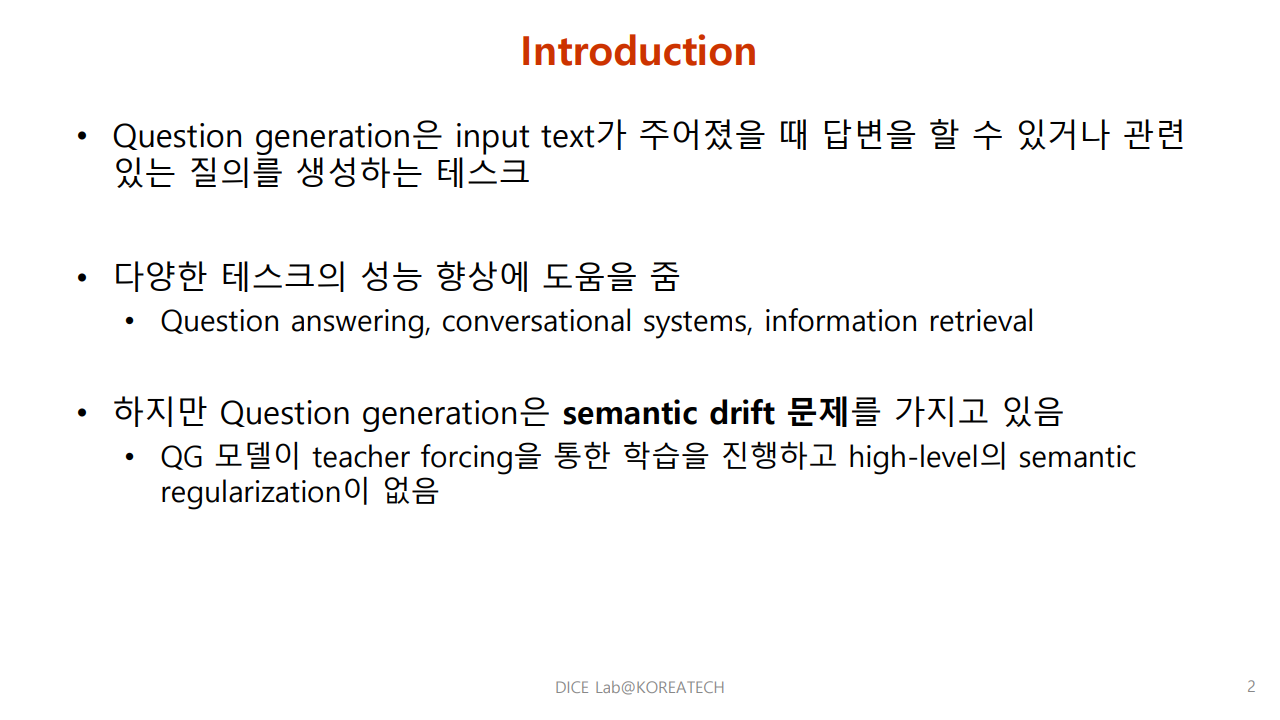 Introduction
• Question generation은 input text가 주어졌을 때 답변을 할 수 있거나 관련
있는 질의를 생성하는 테스크
• 다양한 테스크의 성능 향상에 도움을 줌
• Question answering, conversational systems, information retrieval
• 하지만 Question generation은 semantic drift 문제를 가지고 있음
• QG 모델이 teacher forcing을 통한 학습을 진행하고 high-level의 semantic
regularization이 없음
DICE Lab@KOREATECH
2